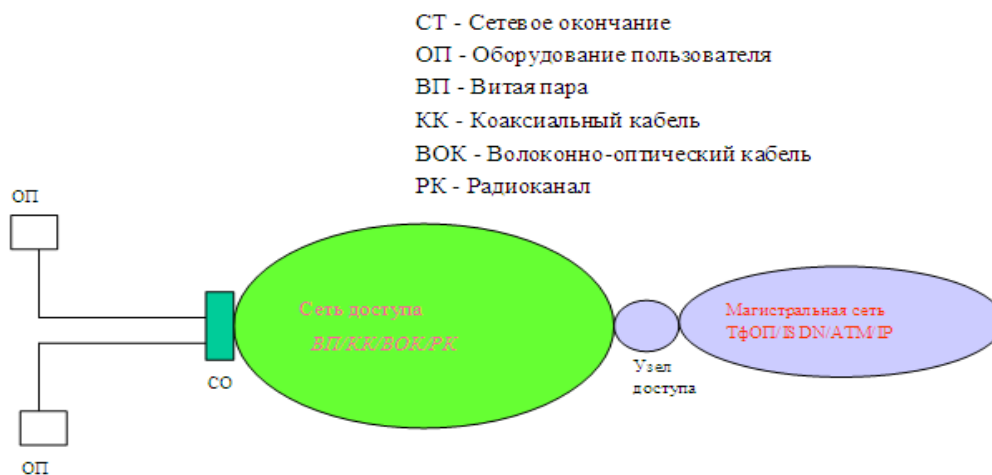 СТ - Сетевое окончание
ОП - Оборудование пользователя
ВП - Витая пара
КК - Коаксиальный кабель
ВОК - Волоконно-оптический кабель
РК - Радиоканал
ОП
Сеть доступа
ВП/КК/ВОК/РК
Магистральная сеть
ТфОП/ISDN/ATM/IP
СО
Узел
доступа
ОП